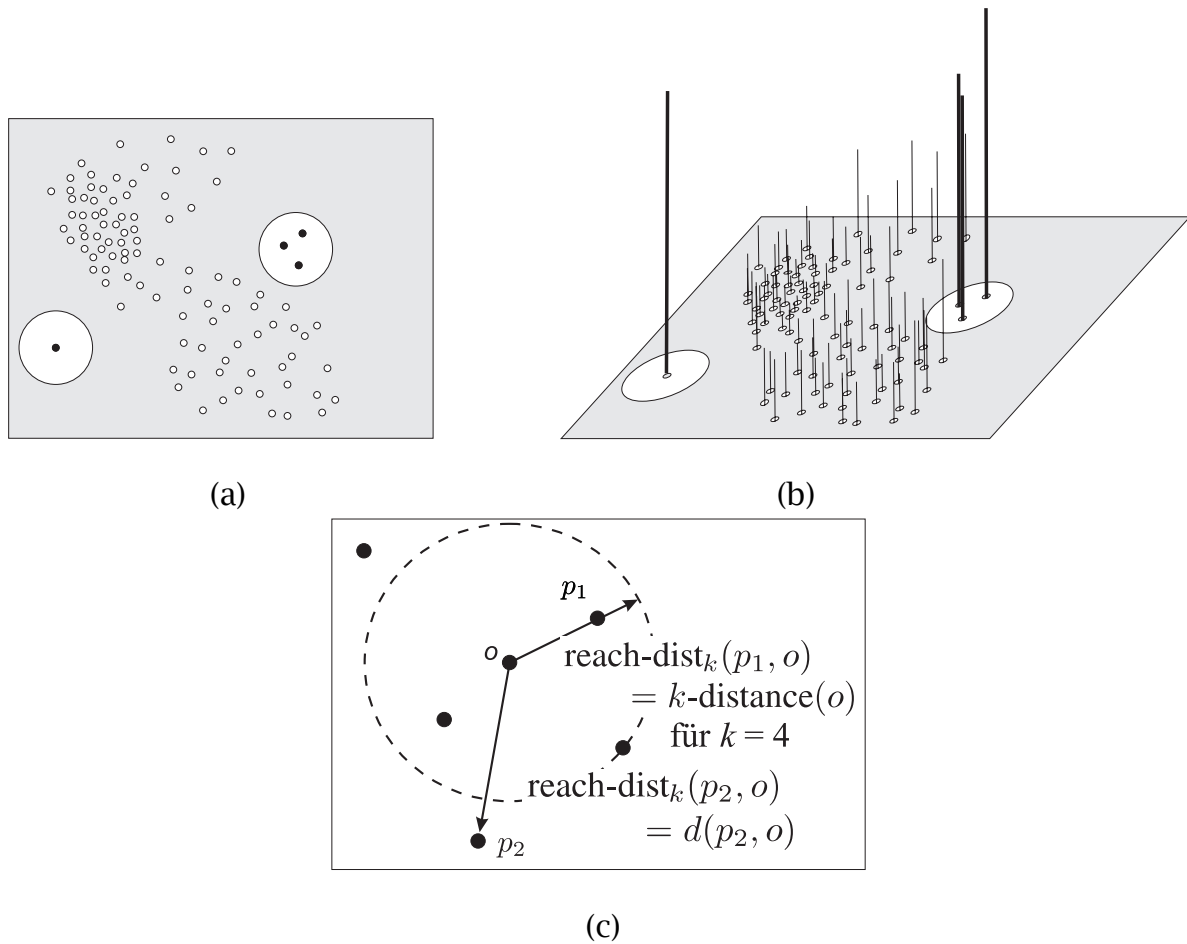 (a)
(b)
p₁
o
reach-distₖ(p₁, o)
= k-distance(o)
für k = 4
reach-distₖ(p₂, o)
= d(p₂, o)
p₂
(c)